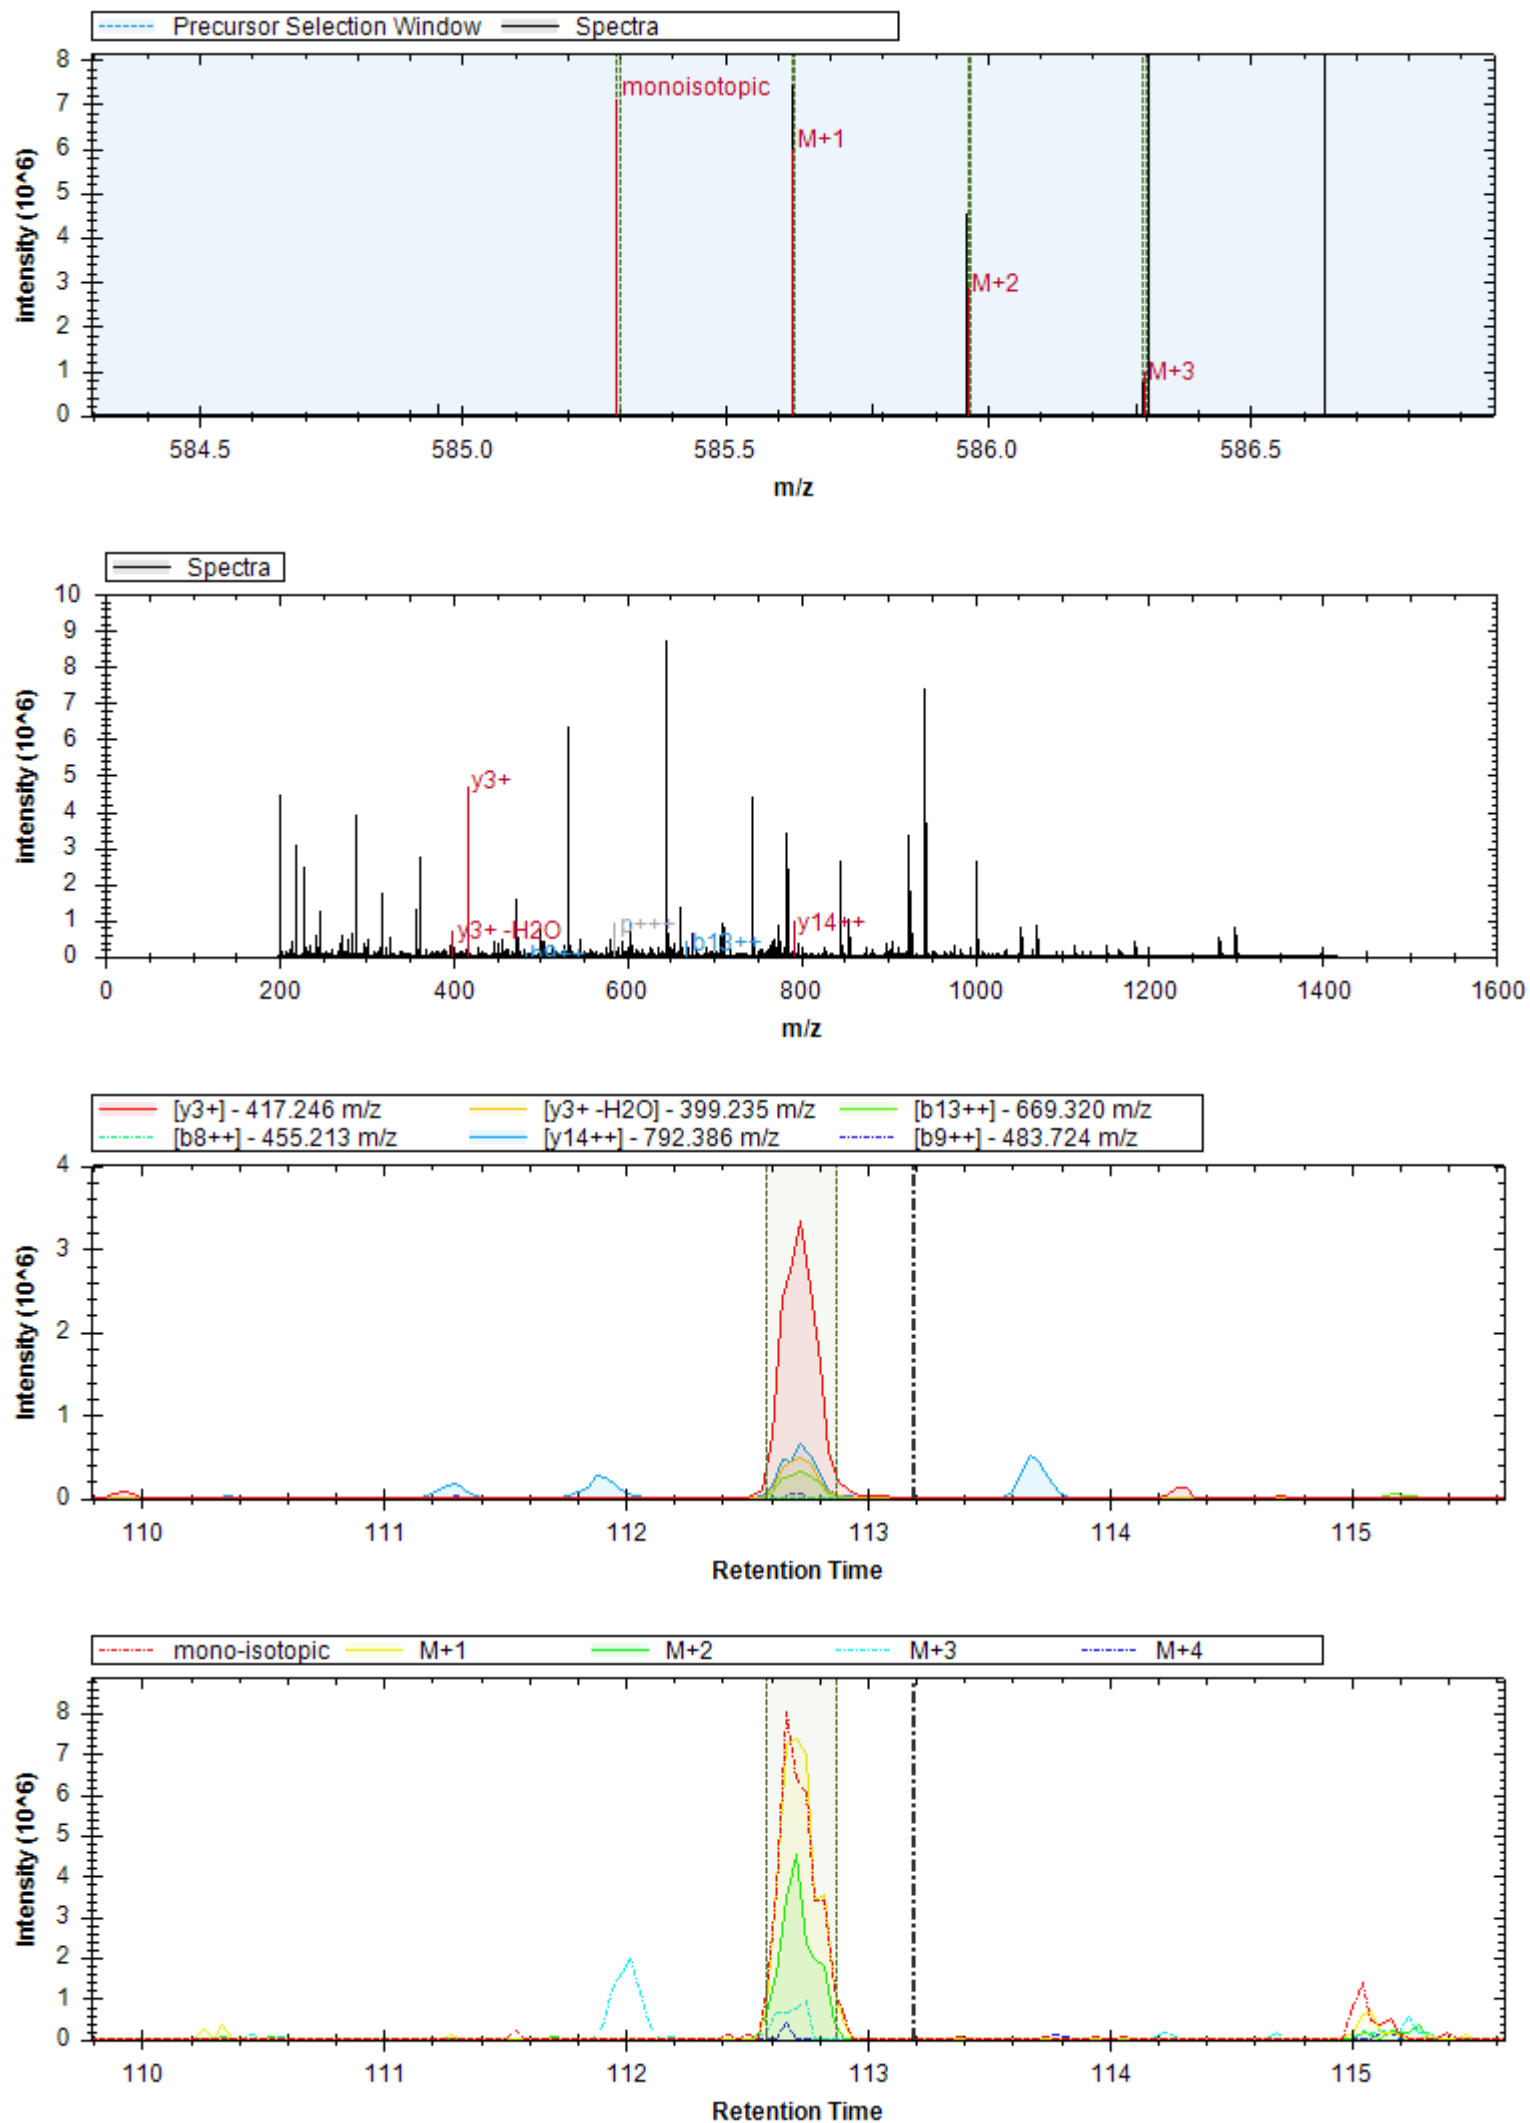 Precursor Selection Window Spectra
8
7
6
5
4
3
2
1
0
intensity (10^6)
monoisotopic
M+1
M+2
M+3
584.5 585.0 585.5 586.0 586.5
m/z
Spectra
10
9
8
7
6
5
4
3
2
1
0
intensity (10^6)
y3+
y3+ -H2O
p+++
b13++
y14++
0 200 400 600 800 1000 1200 1400 1600
m/z
[y3+] - 417.246 m/z [y3+ -H2O] - 399.235 m/z [b13++] - 669.320 m/z
[b8++] - 455.213 m/z [y14++] - 792.386 m/z [b9++] - 483.724 m/z
4
3
2
1
0
Intensity (10^6)
110 111 112 113 114 115
Retention Time
mono-isotopic M+1 M+2 M+3 M+4
8
7
6
5
4
3
2
1
0
Intensity (10^6)
110 111 112 113 114 115
Retention Time